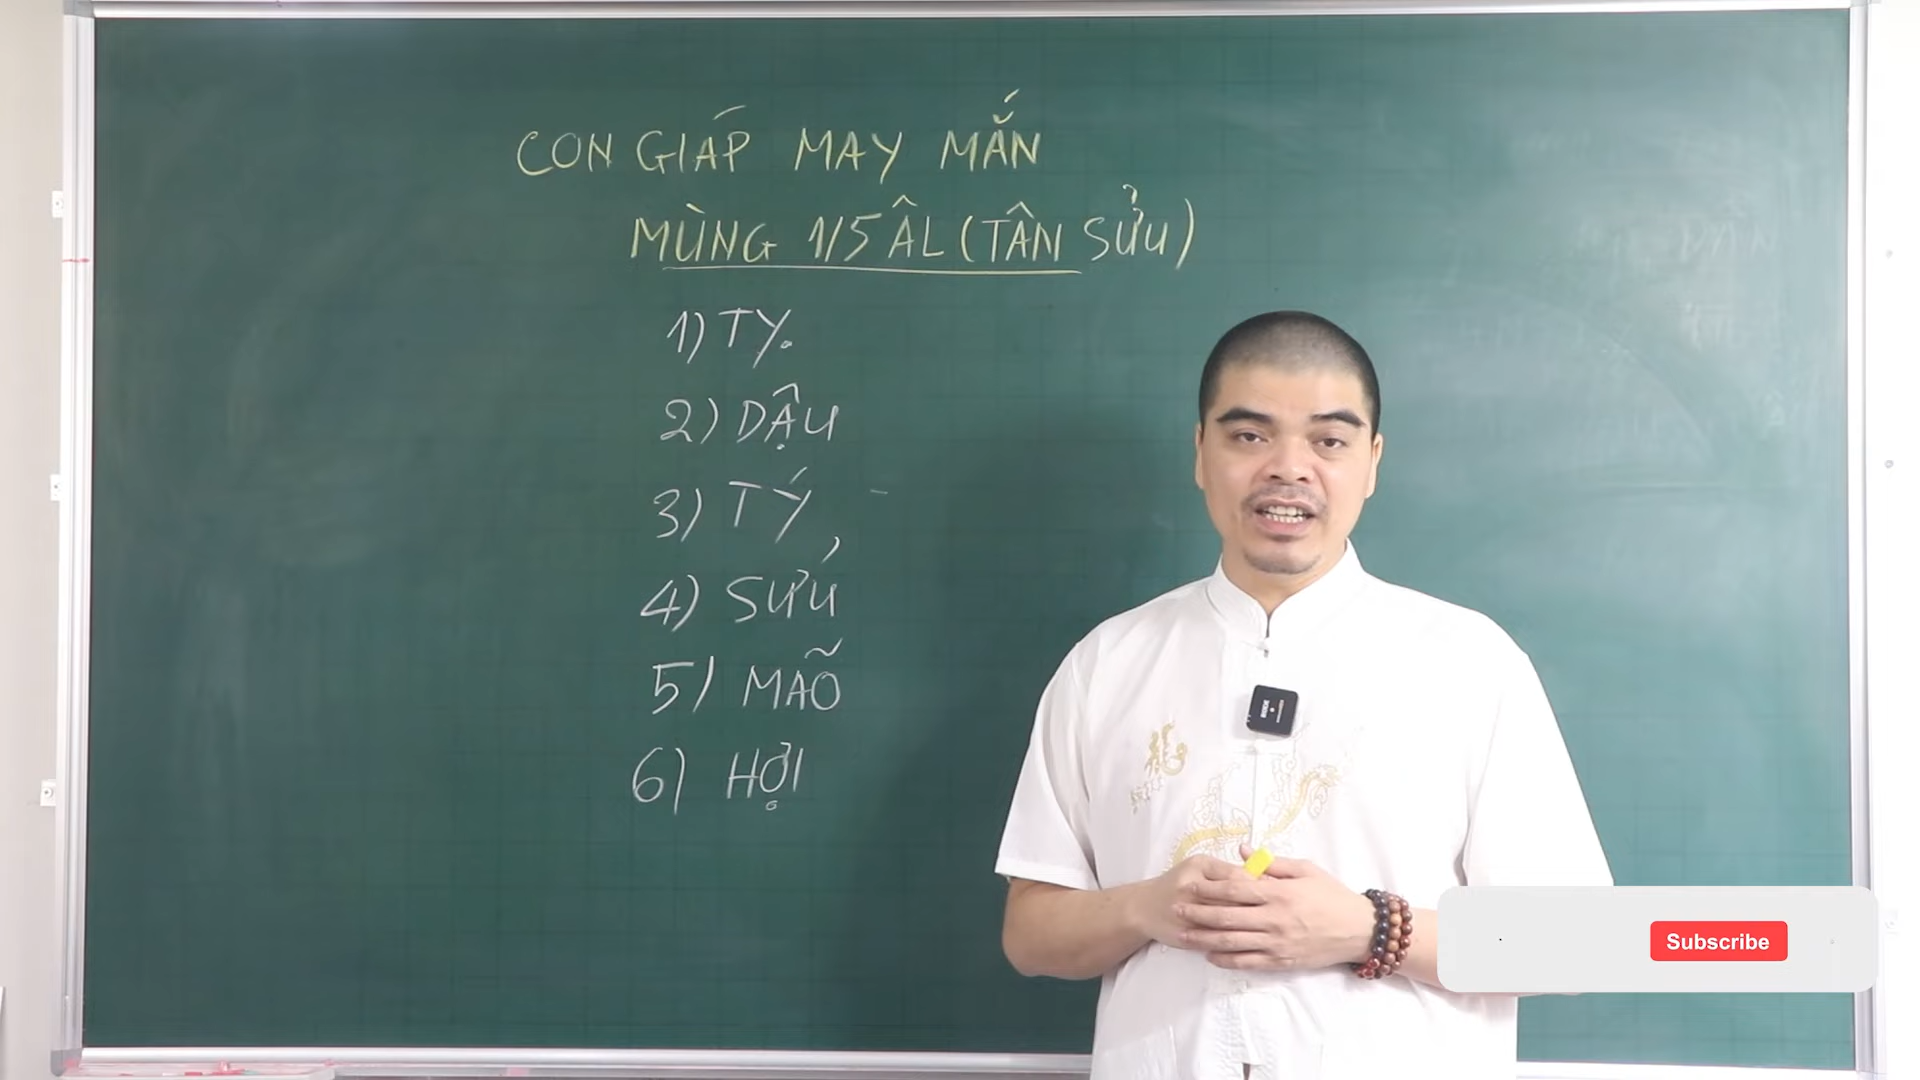 CON GIÁP MAY MẮN
MÙNG 1/5 ÂL (TÂN SỬU)
1) TỴ
2) DẬU
3) TÝ
4) SỬU
5) MÃO
6) HỢI
Subscribe